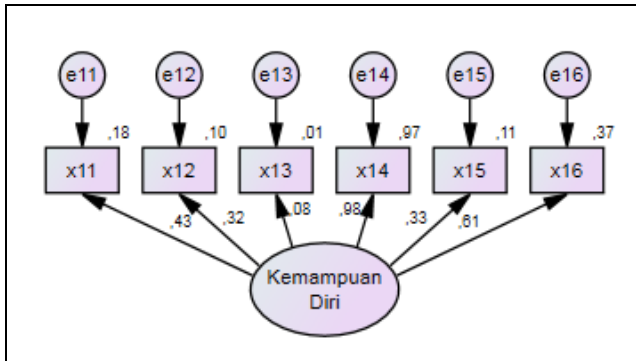 e11 e12 e13 e14 e15 e16
,18 ,10 ,01 ,97 ,11 ,37
x11 x12 x13 x14 x15 x16
,43 ,32 ,08 ,98 ,33 ,61
Kemampuan
Diri